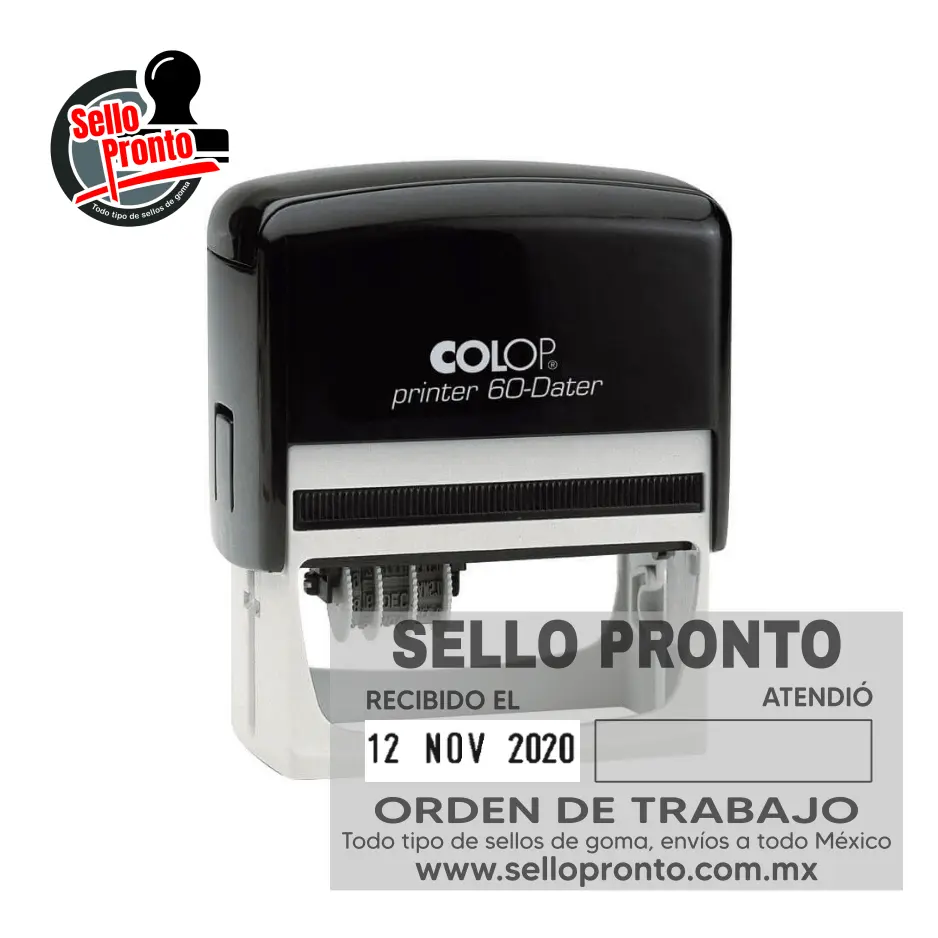 Sello
Pronto
Todo tipo de sellos de goma
COLOP®
printer 60-Dater
DEC
SELLO PRONTO
RECIBIDO EL
ATENDIÓ
12 NOV 2020
ORDEN DE TRABAJO
Todo tipo de sellos de goma, envíos a todo México
www.sellopronto.com.mx